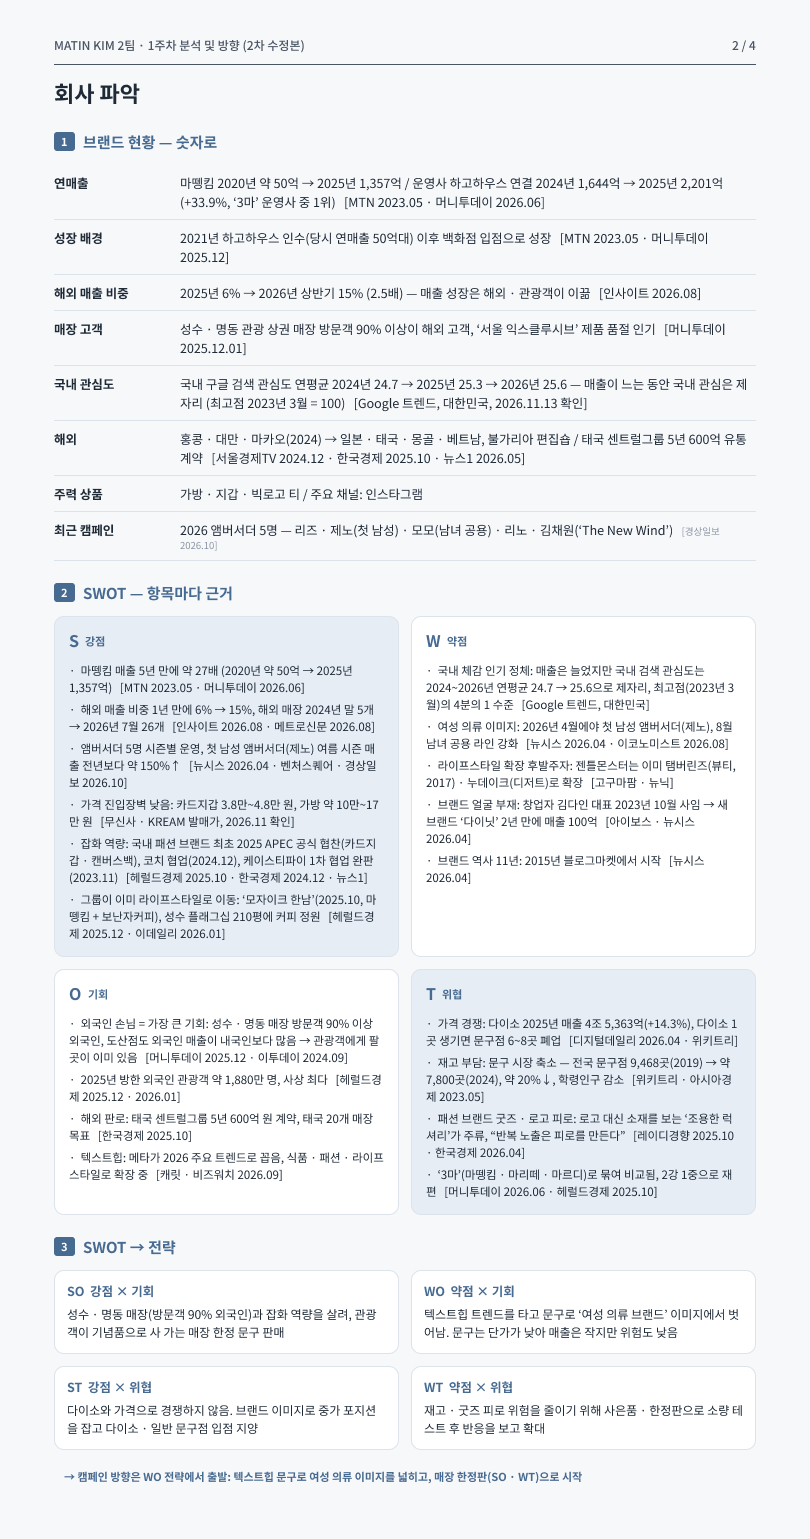 MATIN KIM 2팀 · 1주차 분석 및 방향 (2차 수정본)
2 / 4
회사 파악
1 브랜드 현황 — 숫자로
연매출
마뗑킴 2020년 약 50억 → 2025년 1,357억 / 운영사 하고하우스 연결 2024년 1,644억 → 2025년 2,201억
(+33.9%, ‘3마’ 운영사 중 1위) [MTN 2023.05 · 머니투데이 2026.06]
성장 배경
2021년 하고하우스 인수(당시 연매출 50억대) 이후 백화점 입점으로 성장 [MTN 2023.05 · 머니투데이
2025.12]
해외 매출 비중
2025년 6% → 2026년 상반기 15% (2.5배) — 매출 성장은 해외 · 관광객이 이끎 [인사이트 2026.08]
매장 고객
성수 · 명동 관광 상권 매장 방문객 90% 이상이 해외 고객, ‘서울 익스클루시브’ 제품 품절 인기 [머니투데이
2025.12.01]
국내 관심도
국내 구글 검색 관심도 연평균 2024년 24.7 → 2025년 25.3 → 2026년 25.6 — 매출이 느는 동안 국내 관심은 제
자리 (최고점 2023년 3월 = 100) [Google 트렌드, 대한민국, 2026.11.13 확인]
해외
홍콩 · 대만 · 마카오(2024) → 일본 · 태국 · 몽골 · 베트남, 불가리아 편집숍 / 태국 센트럴그룹 5년 600억 유통
계약 [서울경제TV 2024.12 · 한국경제 2025.10 · 뉴스1 2026.05]
주력 상품
가방 · 지갑 · 빅로고 티 / 주요 채널: 인스타그램
최근 캠페인
2026 앰버서더 5명 — 리즈 · 제노(첫 남성) · 모모(남녀 공용) · 리노 · 김채원(‘The New Wind’) [경상일보
2026.10]
2 SWOT — 항목마다 근거
S 강점
· 마뗑킴 매출 5년 만에 약 27배 (2020년 약 50억 → 2025년
1,357억) [MTN 2023.05 · 머니투데이 2026.06]
· 해외 매출 비중 1년 만에 6% → 15%, 해외 매장 2024년 말 5개
→ 2026년 7월 26개 [인사이트 2026.08 · 메트로신문 2026.08]
· 앰버서더 5명 시즌별 운영, 첫 남성 앰버서더(제노) 여름 시즌 매
출 전년보다 약 150%↑ [뉴시스 2026.04 · 벤처스퀘어 · 경상일
보 2026.10]
· 가격 진입장벽 낮음: 카드지갑 3.8만~4.8만 원, 가방 약 10만~17
만 원 [무신사 · KREAM 발매가, 2026.11 확인]
· 잡화 역량: 국내 패션 브랜드 최초 2025 APEC 공식 협찬(카드지
갑 · 캔버스백), 코치 협업(2024.12), 케이스티파이 1차 협업 완판
(2023.11) [헤럴드경제 2025.10 · 한국경제 2024.12 · 뉴스1]
· 그룹이 이미 라이프스타일로 이동: ‘모자이크 한남’(2025.10, 마
뗑킴 + 보난자커피), 성수 플래그십 210평에 커피 정원 [헤럴드경
제 2025.12 · 이데일리 2026.01]
W 약점
· 국내 체감 인기 정체: 매출은 늘었지만 국내 검색 관심도는
2024~2026년 연평균 24.7 → 25.6으로 제자리, 최고점(2023년 3
월)의 4분의 1 수준 [Google 트렌드, 대한민국]
· 여성 의류 이미지: 2026년 4월에야 첫 남성 앰버서더(제노), 8월
남녀 공용 라인 강화 [뉴시스 2026.04 · 이코노미스트 2026.08]
· 라이프스타일 확장 후발주자: 젠틀몬스터는 이미 탬버린즈(뷰티,
2017) · 누데이크(디저트)로 확장 [고구마팜 · 뉴닉]
· 브랜드 얼굴 부재: 창업자 김다인 대표 2023년 10월 사임 → 새
브랜드 ‘다이닛’ 2년 만에 매출 100억 [아이보스 · 뉴시스
2026.04]
· 브랜드 역사 11년: 2015년 블로그마켓에서 시작 [뉴시스
2026.04]
O 기회
· 외국인 손님 = 가장 큰 기회: 성수 · 명동 매장 방문객 90% 이상
외국인, 도산점도 외국인 매출이 내국인보다 많음 → 관광객에게 팔
곳이 이미 있음 [머니투데이 2025.12 · 이투데이 2024.09]
· 2025년 방한 외국인 관광객 약 1,880만 명, 사상 최다 [헤럴드경
제 2025.12 · 2026.01]
· 해외 판로: 태국 센트럴그룹 5년 600억 원 계약, 태국 20개 매장
목표 [한국경제 2025.10]
· 텍스트힙: 메타가 2026 주요 트렌드로 꼽음, 식품 · 패션 · 라이프
스타일로 확장 중 [캐릿 · 비즈워치 2026.09]
T 위협
· 가격 경쟁: 다이소 2025년 매출 4조 5,363억(+14.3%), 다이소 1
곳 생기면 문구점 6~8곳 폐업 [디지털데일리 2026.04 · 위키트리]
· 재고 부담: 문구 시장 축소 — 전국 문구점 9,468곳(2019) → 약
7,800곳(2024), 약 20%↓, 학령인구 감소 [위키트리 · 아시아경
제 2023.05]
· 패션 브랜드 굿즈 · 로고 피로: 로고 대신 소재를 보는 ‘조용한 럭
셔리’가 주류, “반복 노출은 피로를 만든다” [레이디경향 2025.10
· 한국경제 2024.04]
· ‘3마’(마뗑킴 · 마리떼 · 마르디)로 묶여 비교됨, 2강 1중으로 재
편 [머니투데이 2026.06 · 헤럴드경제 2025.10]
3 SWOT → 전략
SO 강점 × 기회
성수 · 명동 매장(방문객 90% 외국인)과 잡화 역량을 살려, 관광
객이 기념품으로 사 가는 매장 한정 문구 판매
WO 약점 × 기회
텍스트힙 트렌드를 타고 문구로 ‘여성 의류 브랜드’ 이미지에서 벗
어남. 문구는 단가가 낮아 매출은 작지만 위험도 낮음
ST 강점 × 위협
다이소와 가격으로 경쟁하지 않음. 브랜드 이미지로 중가 포지션
을 잡고 다이소 · 일반 문구점 입점 지양
WT 약점 × 위협
재고 · 굿즈 피로 위험을 줄이기 위해 사은품 · 한정판으로 소량 테
스트 후 반응을 보고 확대
→ 캠페인 방향은 WO 전략에서 출발: 텍스트힙 문구로 여성 의류 이미지를 넓히고, 매장 한정판(SO · WT)으로 시작